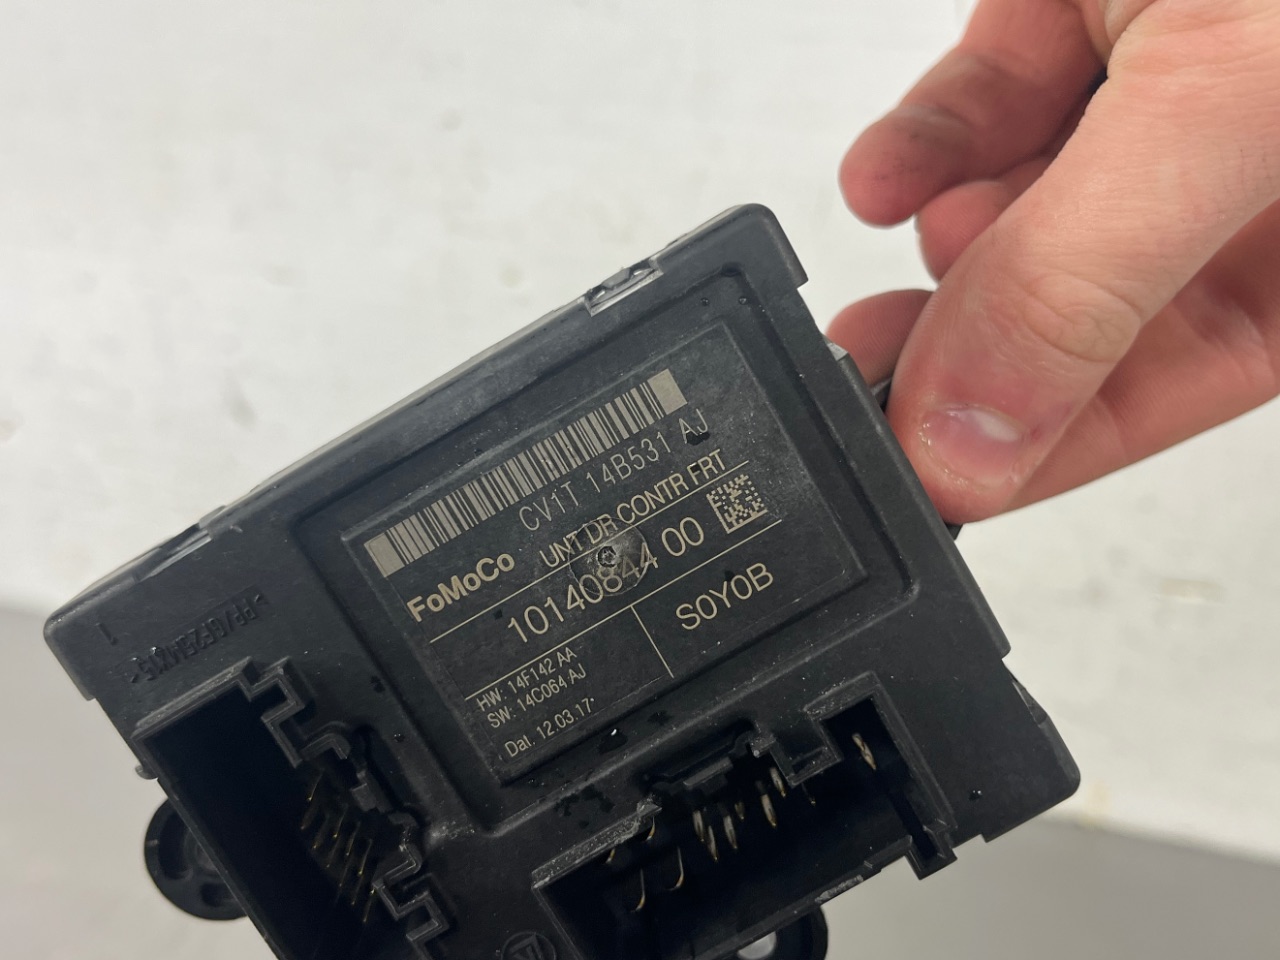 CV1T 14B531 AJ
FoMoCo UNT DR CONTR FRT
10140844 00
HW: 14F142 AA
SW: 14C064 AJ
S0Y0B
Dat. 12.03.17
1